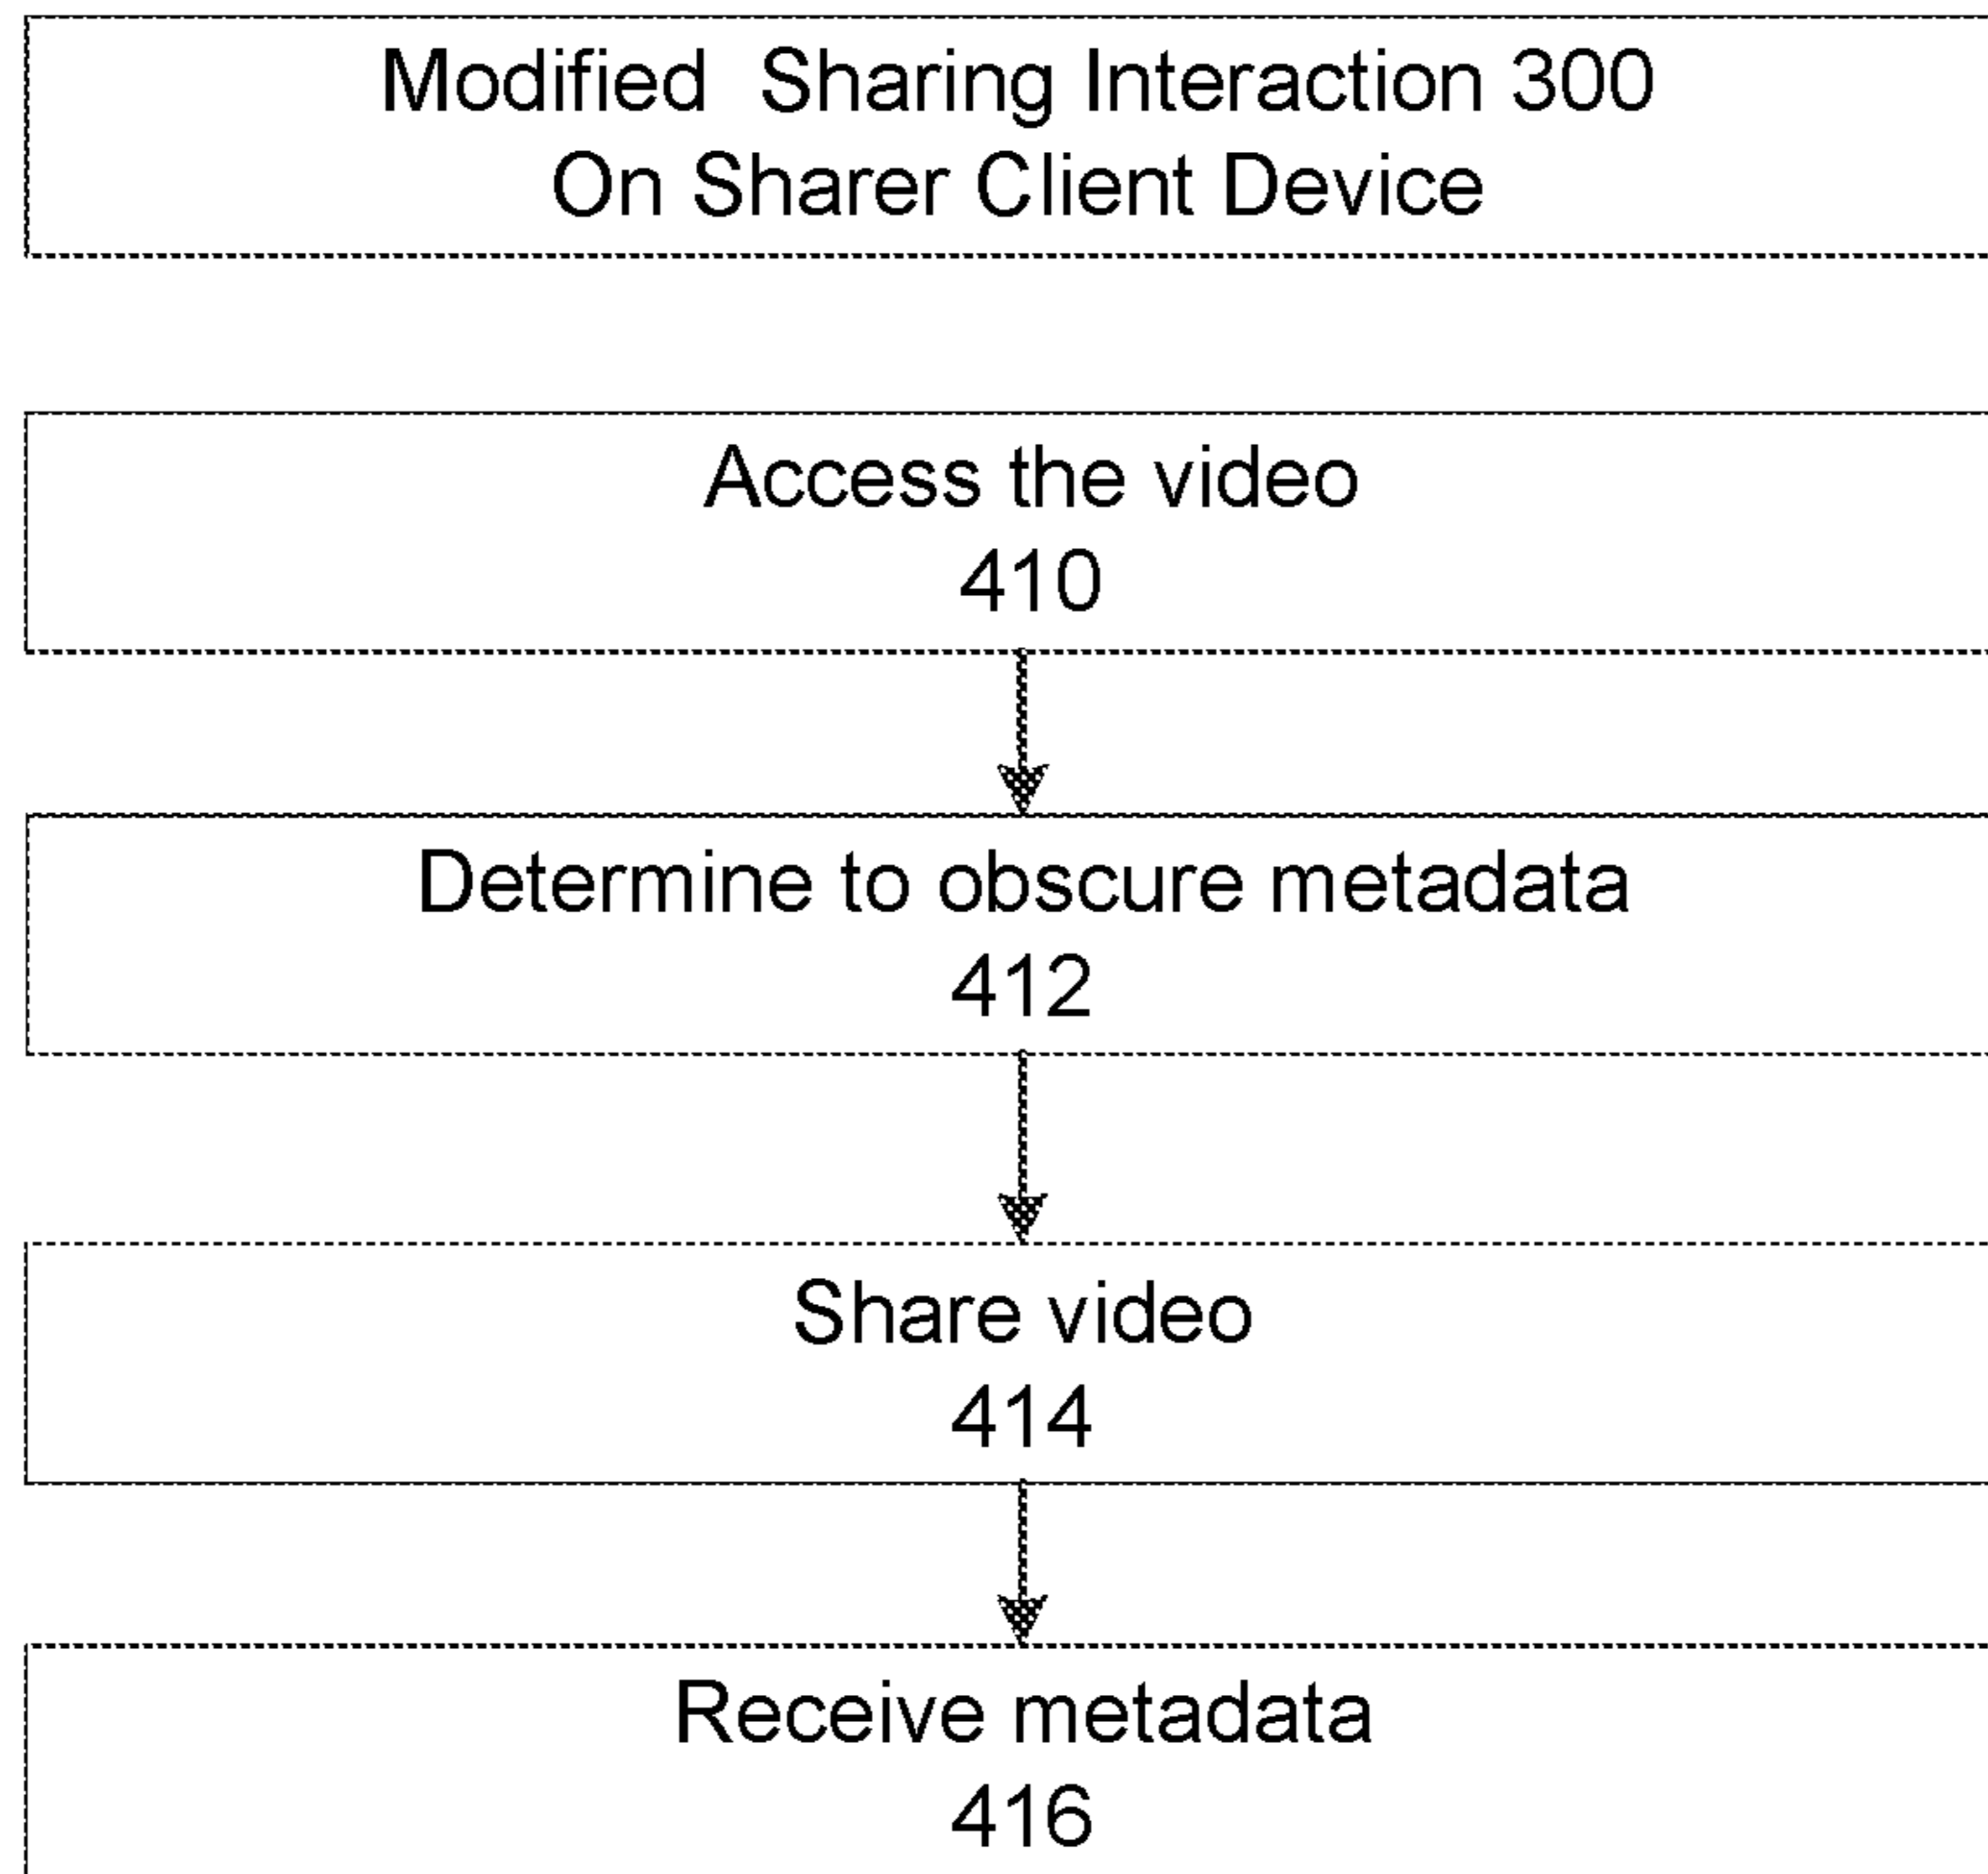 Modified Sharing Interaction 300
On Sharer Client Device
Access the video
410
Determine to obscure metadata
412
Share video
414
Receive metadata
416